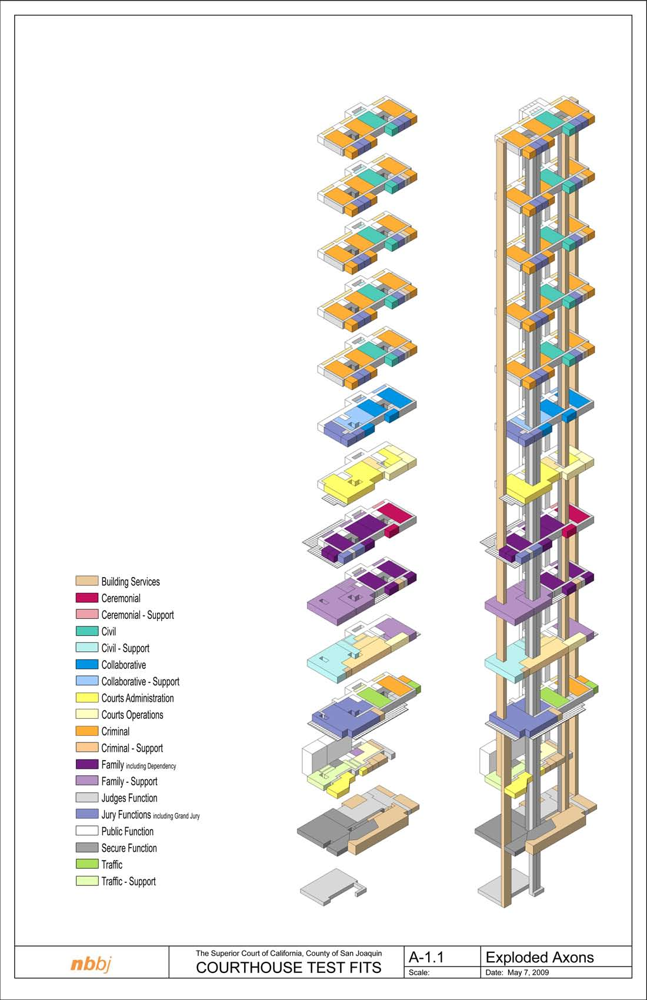 Building Services
Ceremonial
Ceremonial - Support
Civil
Civil - Support
Collaborative
Collaborative - Support
Courts Administration
Courts Operations
Criminal
Criminal - Support
Family including Dependency
Family - Support
Judges Function
Jury Functions including Grand Jury
Public Function
Secure Function
Traffic
Traffic - Support
nbbj
The Superior Court of California, County of San Joaquin
COURTHOUSE TEST FITS
A-1.1
Scale:
Exploded Axons
Date: May 7, 2009